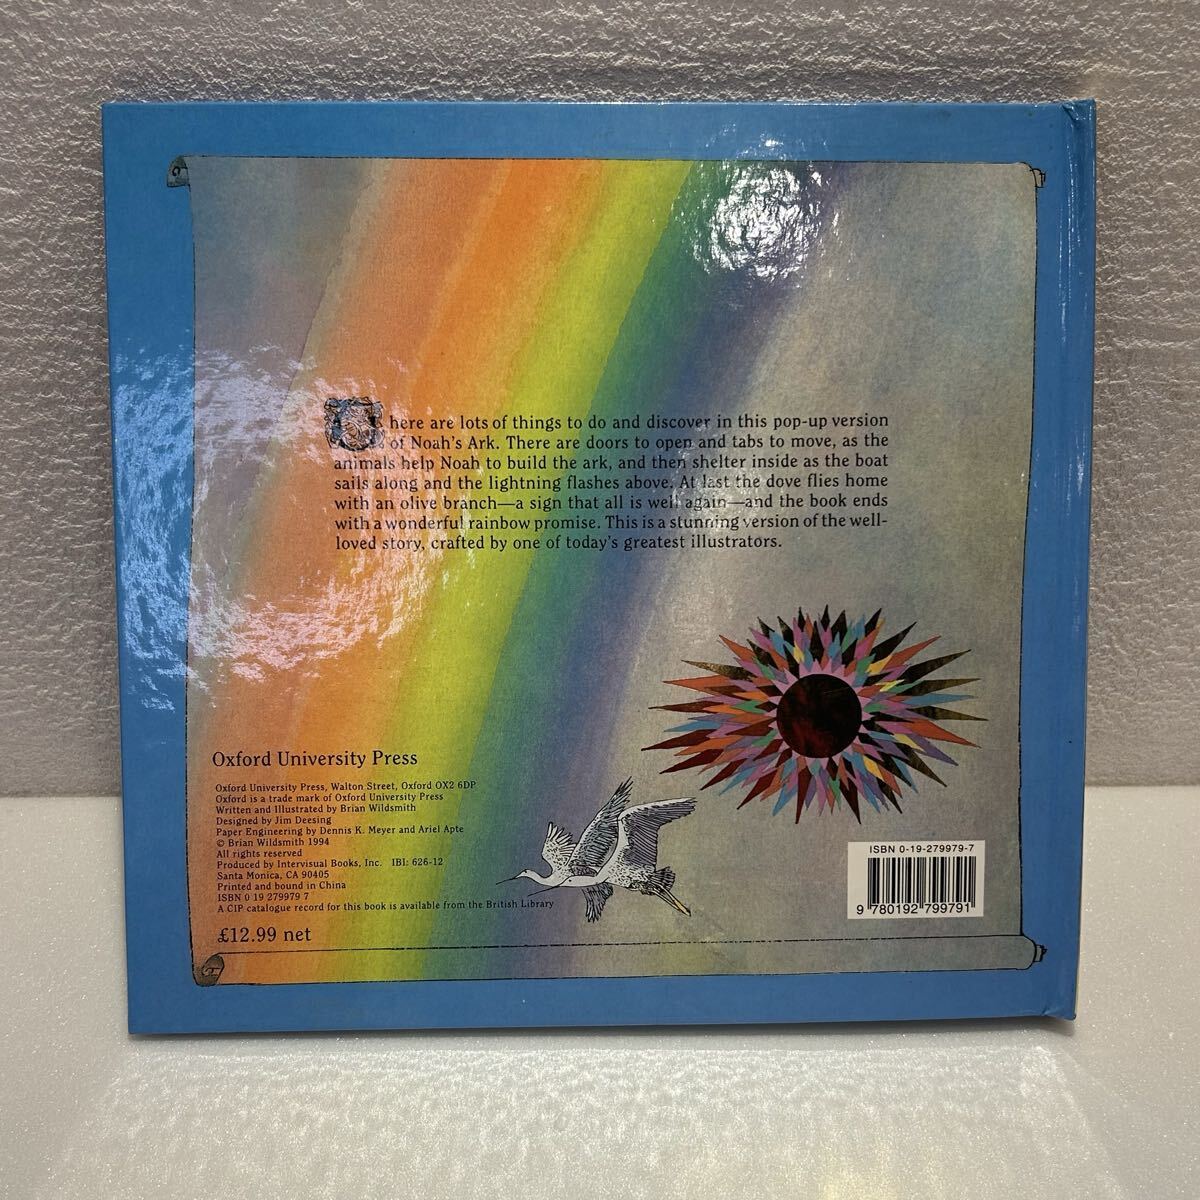 There are lots of things to do and discover in this pop-up version
of Noah's Ark. There are doors to open and tabs to move, as the
animals help Noah to build the ark, and then shelter inside as the boat
sails along and the lightning flashes above. At last the dove flies home
with an olive branch—a sign that all is well again—and the book ends
with a wonderful rainbow promise. This is a stunning version of the well-
loved story, crafted by one of today's greatest illustrators.
Oxford University Press
Oxford University Press, Walton Street, Oxford OX2 6DP
Oxford is a trade mark of Oxford University Press
Written and Illustrated by Brian Wildsmith
Designed by Jim Deesing
Paper Engineering by Dennis K. Meyer and Ariel Apte
© Brian Wildsmith 1994
All rights reserved
Produced by Intervisual Books, Inc. IBI: 626-12
Santa Monica, CA 90405
Printed and bound in China
ISBN 0 19 279979 7
A CIP catalogue record for this book is available from the British Library
£12.99 net
ISBN 0-19-279979-7
9 780192 799791